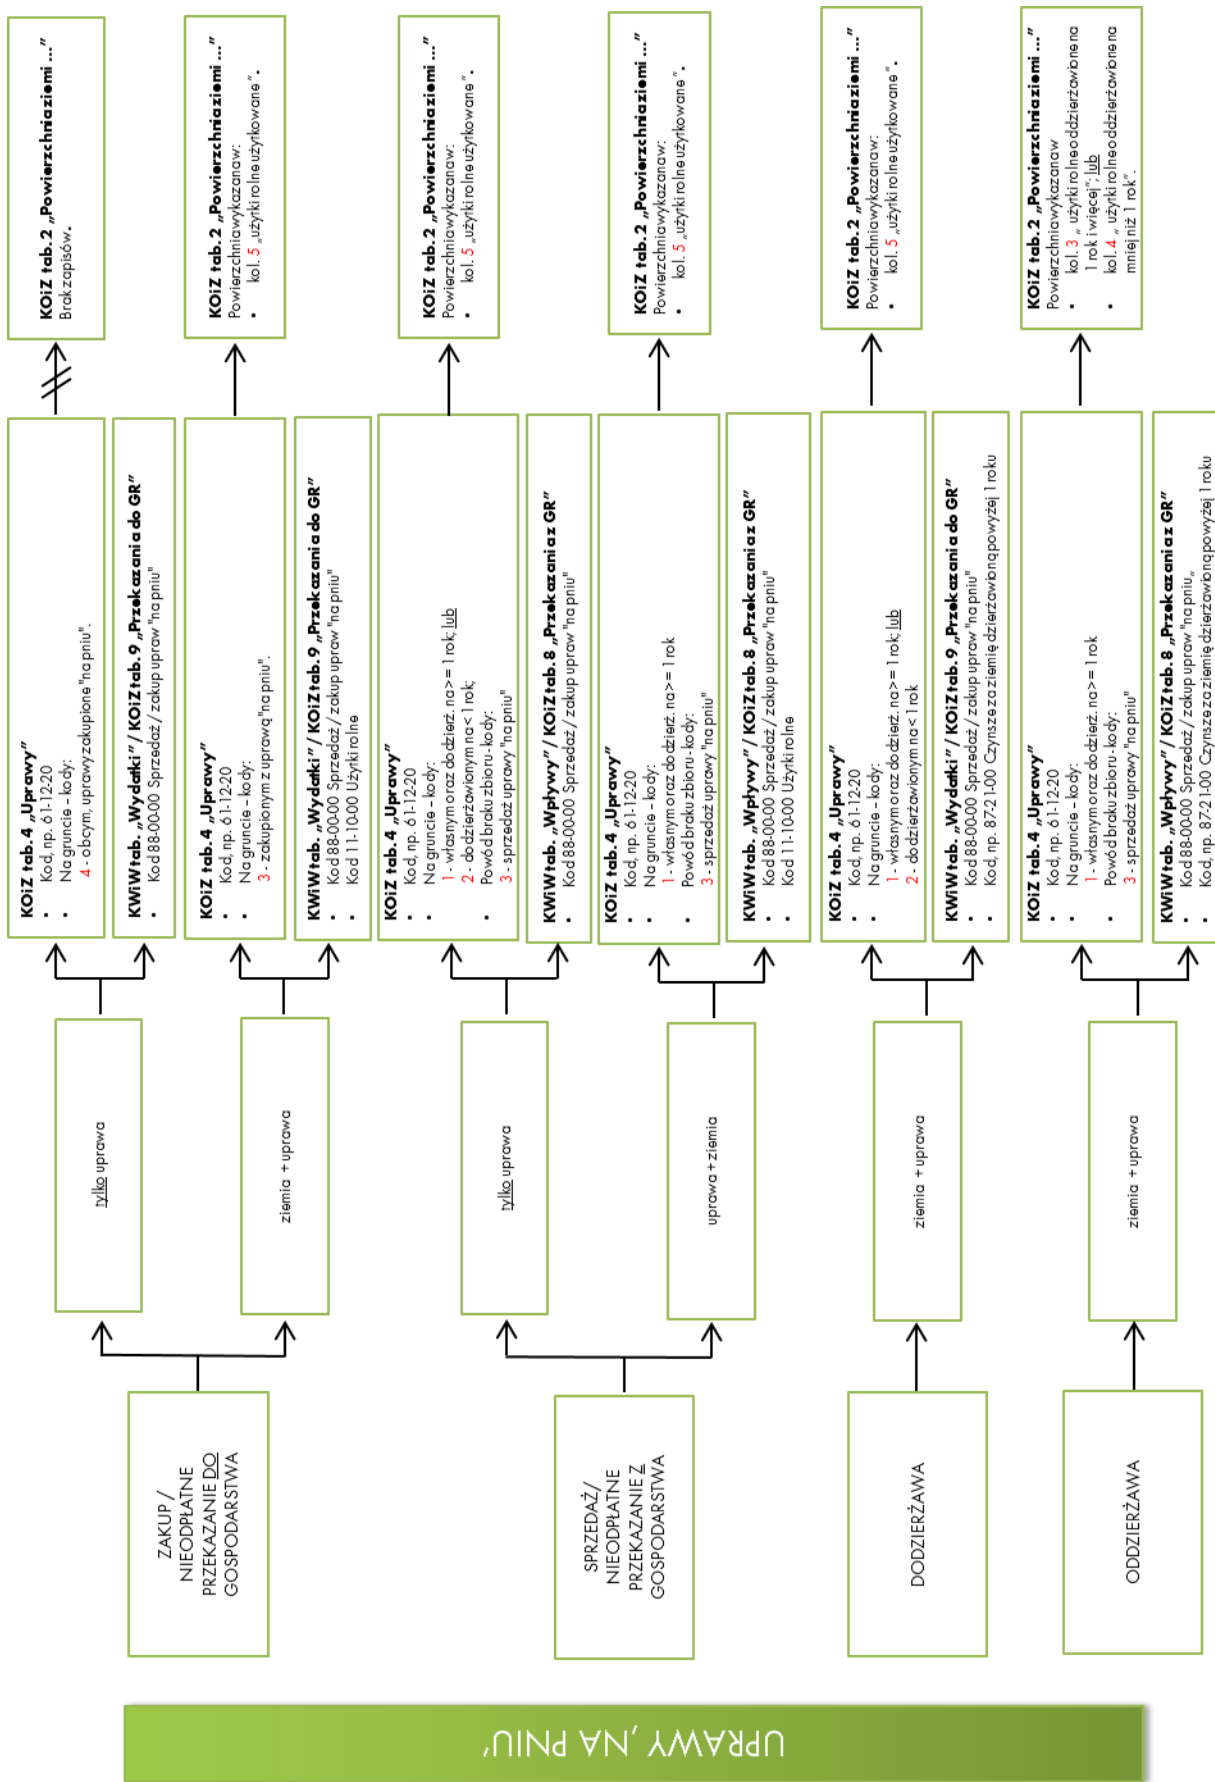 UPRAWY ‚NA PNIU’
ZAKUP /
NIEODPŁATNE
PRZEKAZANIE DO
GOSPODARSTWA
tylko uprawa
KOiZ tab. 4 „Uprawy”
• Kod, np. 61-12-20
• Na gruncie – kody:
4 - obcym, uprawy zakupione "na pniu".
KWiW tab. „Wydatki” / KOiZ tab. 9 „Przekazania do GR”
• Kod 88-00-00 Sprzedaż / zakup upraw "na pniu"
KOiZ tab. 2 „Powierzchnia ziemi ...”
Brak zapisów.
ziemia + uprawa
KOiZ tab. 4 „Uprawy”
• Kod, np. 61-12-20
• Na gruncie – kody:
3 - zakupionym z uprawą "na pniu".
KWiW tab. „Wydatki” / KOiZ tab. 9 „Przekazania do GR”
• Kod 88-00-00 Sprzedaż / zakup upraw "na pniu"
• Kod 11-10-00 Użytki rolne
KOiZ tab. 2 „Powierzchnia ziemi ...”
Powierzchnia wykazana w:
• kol. 5 „użytki rolne użytkowane”.
SPRZEDAŻ/
NIEODPŁATNE
PRZEKAZANIE Z
GOSPODARSTWA
tylko uprawa
KOiZ tab. 4 „Uprawy”
• Kod, np. 61-12-20
• Na gruncie – kody:
1 - własnym oraz do dzierż. na >= 1 rok; lub
2 - dodzierżawionym na < 1 rok;
• Powód braku zbioru - kody:
3 - sprzedaż uprawy "na pniu"
KWiW tab. „Wpływy” / KOiZ tab. 8 „Przekazania z GR”
• Kod 88-00-00 Sprzedaż / zakup upraw "na pniu"
KOiZ tab. 2 „Powierzchnia ziemi ...”
Powierzchnia wykazana w:
• kol. 5 „użytki rolne użytkowane”.
uprawa + ziemia
KOiZ tab. 4 „Uprawy”
• Kod, np. 61-12-20
• Na gruncie – kody:
1 - własnym oraz do dzierż. na >= 1 rok
• Powód braku zbioru - kody:
3 - sprzedaż uprawy "na pniu"
KWiW tab. „Wpływy” / KOiZ tab. 8 „Przekazania z GR”
• Kod 88-00-00 Sprzedaż / zakup upraw "na pniu"
• Kod 11-10-00 Użytki rolne
KOiZ tab. 2 „Powierzchnia ziemi ...”
Powierzchnia wykazana w:
• kol. 5 „użytki rolne użytkowane”.
DODZIERŻAWA
ziemia + uprawa
KOiZ tab. 4 „Uprawy”
• Kod, np. 61-12-20
• Na gruncie – kody:
1 - własnym oraz do dzierż. na >= 1 rok; lub
2 - dodzierżawionym na < 1 rok
KWiW tab. „Wydatki” / KOiZ tab. 9 „Przekazania do GR”
• Kod 88-00-00 Sprzedaż / zakup upraw "na pniu"
• Kod, np. 87-21-00 Czynsze za ziemię dzierżawioną powyżej 1 roku
KOiZ tab. 2 „Powierzchnia ziemi ...”
Powierzchnia wykazana w:
• kol. 5 „użytki rolne użytkowane”.
ODDZIERŻAWA
ziemia + uprawa
KOiZ tab. 4 „Uprawy”
• Kod, np. 61-12-20
• Na gruncie – kody:
1 - własnym oraz do dzierż. na >= 1 rok
• Powód braku zbioru - kody:
3 - sprzedaż uprawy "na pniu"
KWiW tab. „Wpływy” / KOiZ tab. 8 „Przekazania z GR”
• Kod 88-00-00 Sprzedaż / zakup upraw "na pniu„
• Kod, np. 87-21-00 Czynsze za ziemię dzierżawioną powyżej 1 roku
KOiZ tab. 2 „Powierzchnia ziemi ...”
Powierzchnia wykazana w
• kol. 3 „ użytki rolne oddzierżawione na
1 rok i więcej”; lub
• kol. 4 „ użytki rolne oddzierżawione na
mniej niż 1 rok”.